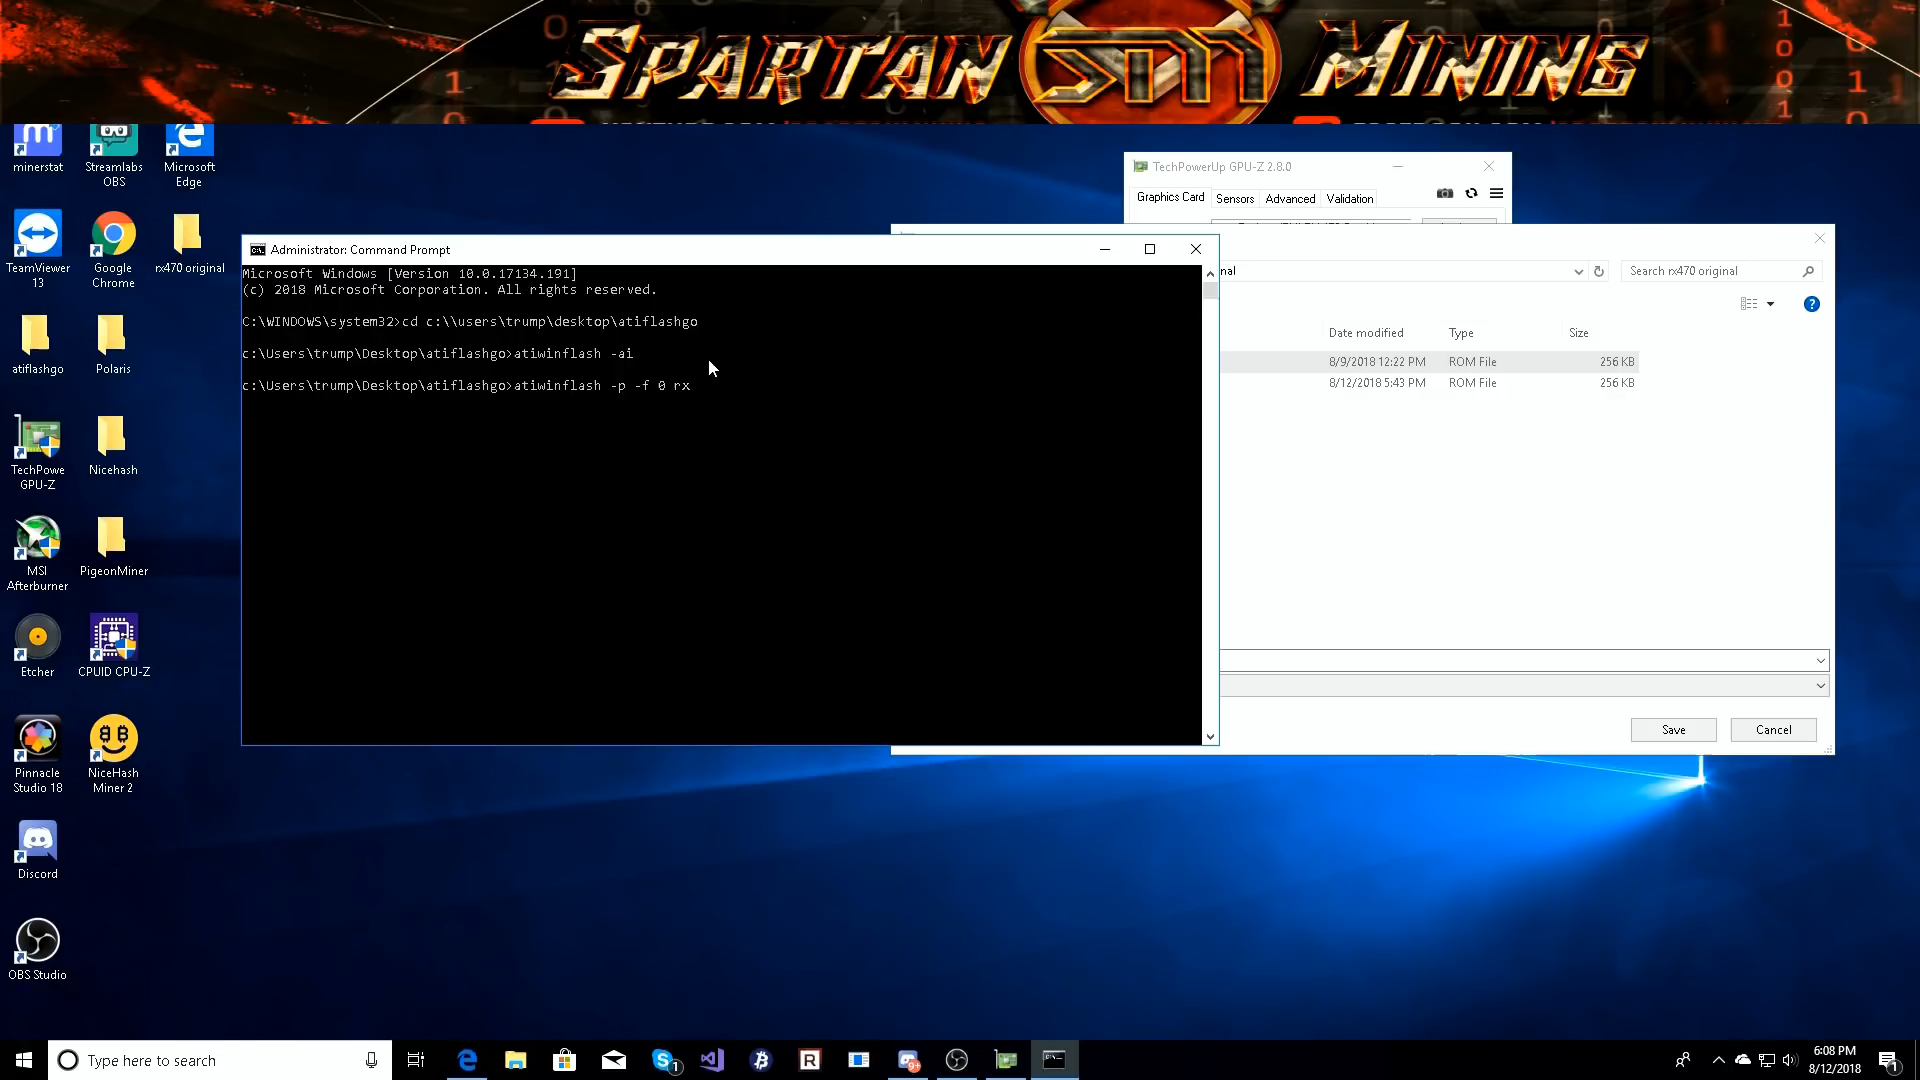 SPARTAN SM MINING
minerstat
Streamlabs OBS
Microsoft Edge
TeamViewer 13
Google Chrome
rx470 original
atiflashgo
Polaris
TechPowe GPU-Z
Nicehash
MSI Afterburner
PigeonMiner
Etcher
CPUID CPU-Z
Pinnacle Studio 18
NiceHash Miner 2
Discord
OBS Studio
TechPowerUp GPU-Z 2.8.0
Graphics Card Sensors Advanced Validation
Administrator: Command Prompt
Microsoft Windows [Version 10.0.17134.191]
(c) 2018 Microsoft Corporation. All rights reserved.
C:\WINDOWS\system32>cd c:\\users\trump\desktop\atiflashgo
c:\Users\trump\Desktop\atiflashgo>atiwinflash -ai
c:\Users\trump\Desktop\atiflashgo>atiwinflash -p -f 0 rx
nal
Search rx470 original
Date modified Type Size
8/9/2018 12:22 PM ROM File 256 KB
8/12/2018 5:43 PM ROM File 256 KB
Save Cancel
Type here to search
6:08 PM
8/12/2018